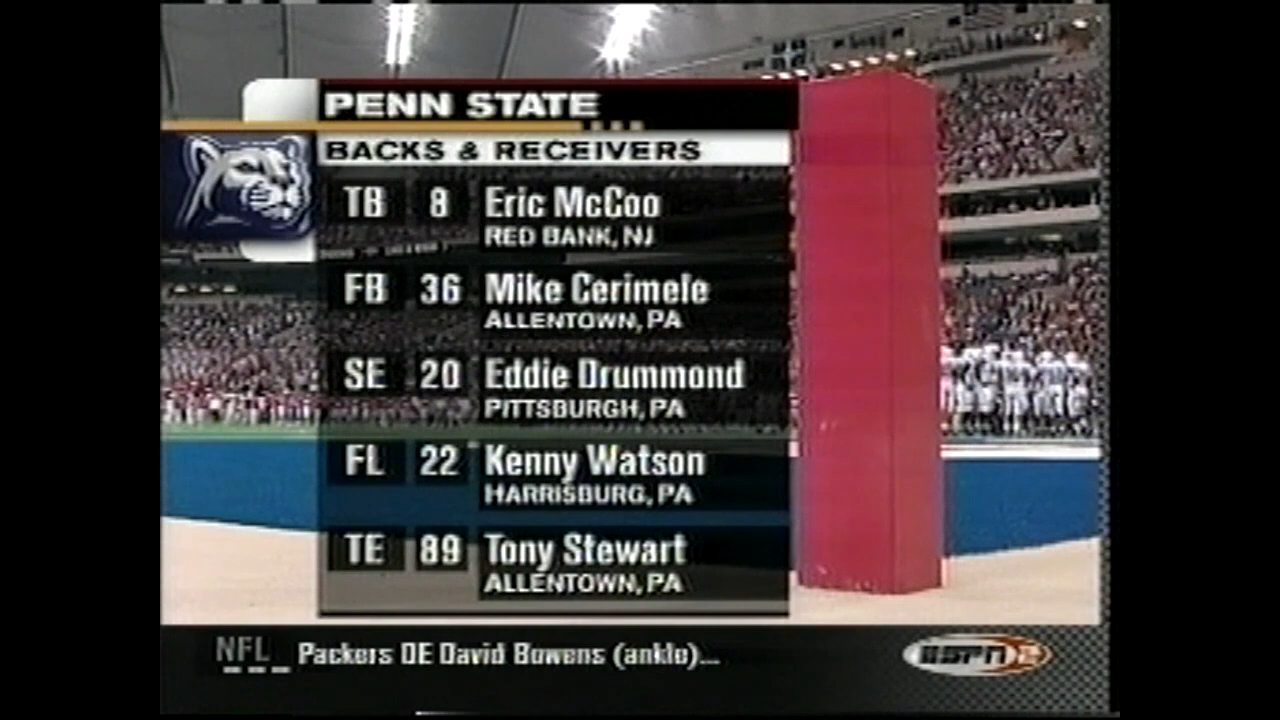 PENN STATE
BACKS & RECEIVERS
TB 8 Eric McCoo
RED BANK, NJ
FB 36 Mike Cerimele
ALLENTOWN, PA
SE 20 Eddie Drummond
PITTSBURGH, PA
FL 22 Kenny Watson
HARRISBURG, PA
TE 89 Tony Stewart
ALLENTOWN, PA
NFL Packers DE David Bowens (ankle)...
ESPN 2